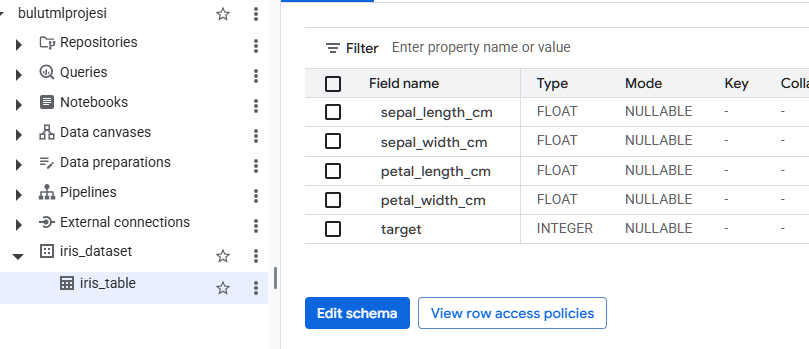 bulutmlprojesi
Repositories
Queries
Notebooks
Data canvases
Data preparations
Pipelines
External connections
iris_dataset
iris_table
Filter Enter property name or value
Field name Type Mode Key Colla
sepal_length_cm FLOAT NULLABLE - -
sepal_width_cm FLOAT NULLABLE - -
petal_length_cm FLOAT NULLABLE - -
petal_width_cm FLOAT NULLABLE - -
target INTEGER NULLABLE - -
Edit schema View row access policies